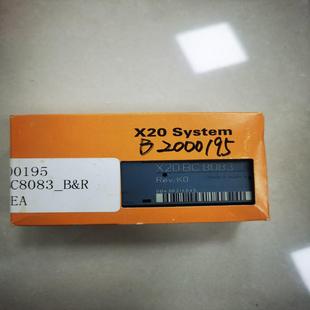 X20 System
B2000195
00195
C8083_B&R
EA
X20 BC 8083
Rev. K0